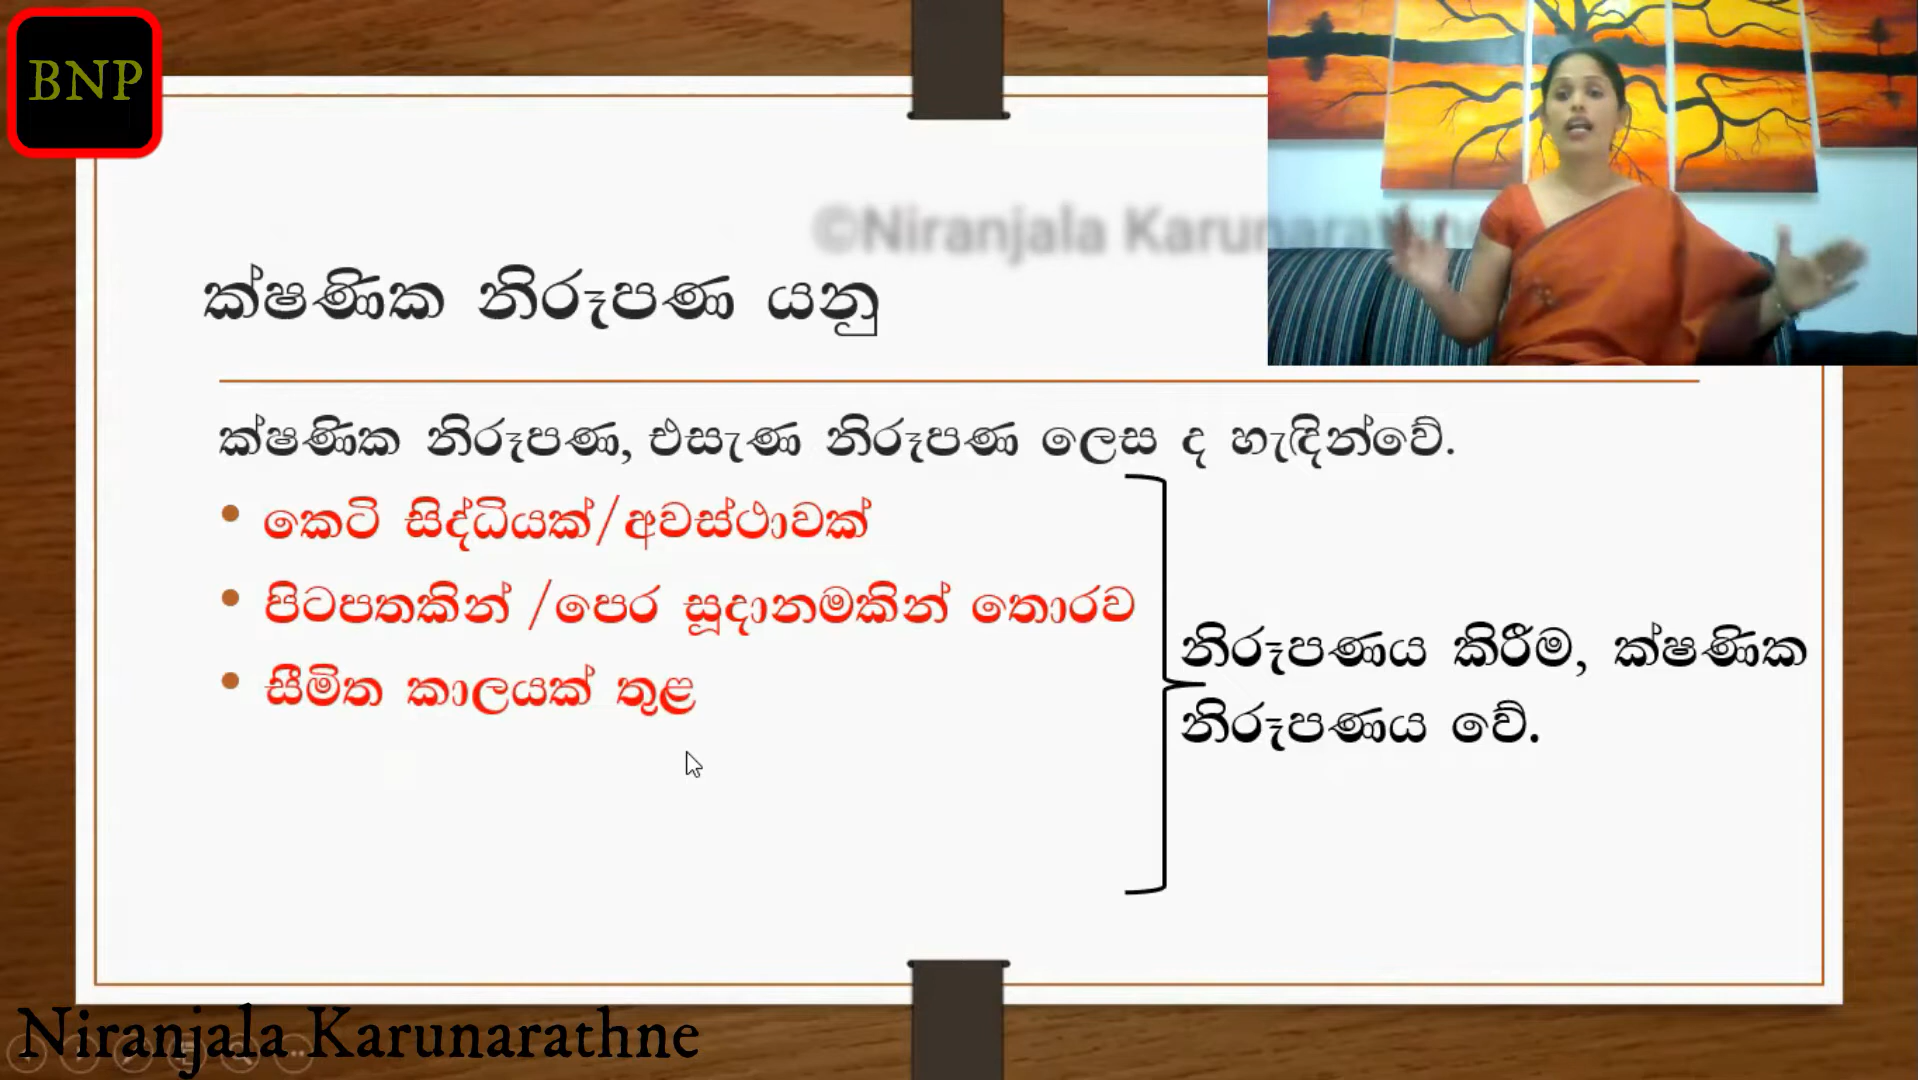 BNP
©Niranjala Karunarathne
ක්ෂණික නිරූපණ යනු
ක්ෂණික නිරූපණ, එසැණ නිරූපණ ලෙස ද හැඳින්වේ.
• කෙටි සිද්ධියක්/අවස්ථාවක්
• පිටපතකින් /පෙර සූදානමකින් තොරව
• සීමිත කාලයක් තුළ
නිරූපණය කිරීම, ක්ෂණික
නිරූපණය වේ.
Niranjala Karunarathne